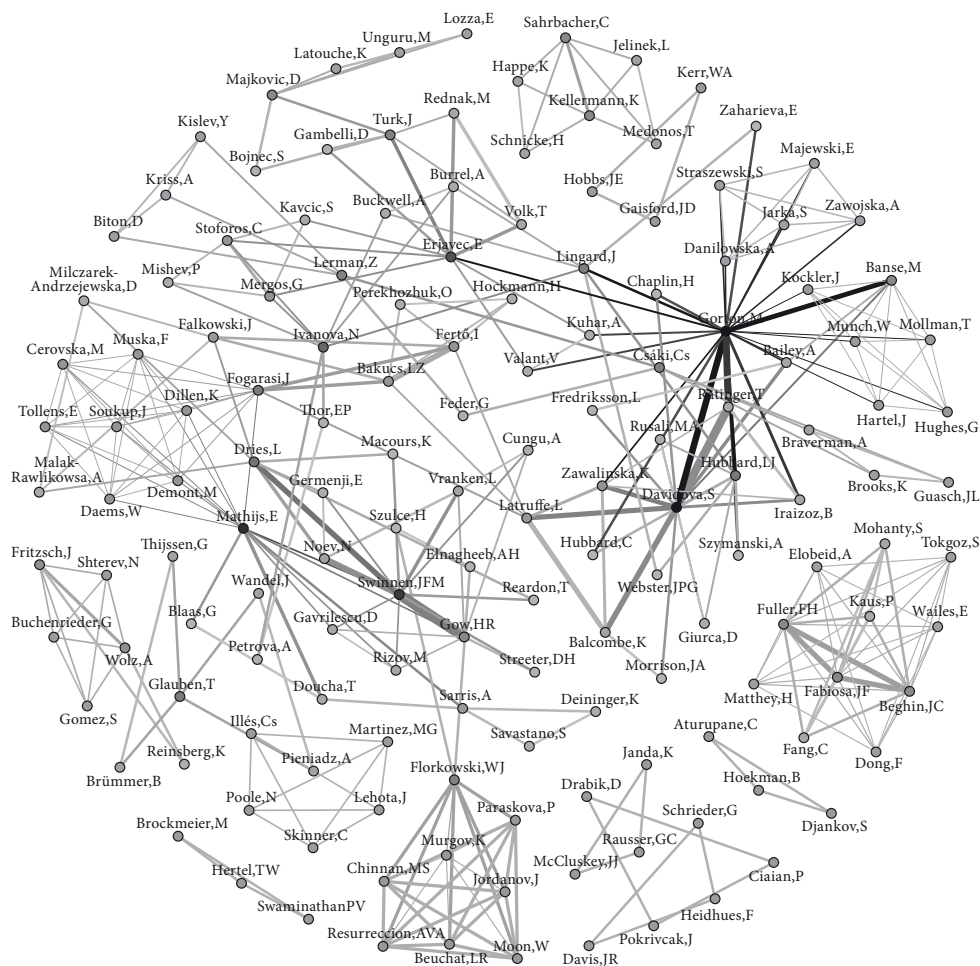 Lozza,E
Sahrbacher,C
Unguru,M
Latouche,K
Jelinek,L
Happe,K
Majkovic,D
Kerr,WA
Rednak,M
Kellermann,K
Zaharieva,E
Kislev,Y
Turk,J
Gambelli,D
Medonos,T
Schnicke,H
Majewski,E
Bojnec,S
Straszewski,S
Kriss,A
Burrel,A
Hobbs,JE
Buckwell,A
Zawojska,A
Kavcic,S
Volk,T
Gaisford,JD
Jarka,S
Biton,D
Stoforos,C
Erjavec,E
Danilowska,A
Lingard,J
Milczarek-
Andrzejewska,D
Mishev,P
Lerman,Z
Banse,M
Köckler,J
Mergos,G
Perekhozhuk,O
Hockmann,H
Chaplin,H
Gorton,M
Falkowski,J
Kuhar,A
Munch,W
Mollman,T
Muska,F
Ivanova,N
Fertő,I
Cerovska,M
Valant,V
Csáki,Cs
Bailey,A
Bakucs,LZ
Fogarasi,J
Dillen,K
Ratinger,T
Tollens,E
Soukup,J
Thor,EP
Feder,G
Fredriksson,L
Hartel,J
Hughes,G
Rusali,MA
Braverman,A
Macours,K
Cungu,A
Dries,L
Malak-
Rawlikowsa,A
Zawalinska,K
Hubbard,LJ
Demont,M
Germenji,E
Vranken,L
Brooks,K
Guasch,JL
Davidova,S
Daems,W
Latruffe,L
Iraizoz,B
Mathijs,E
Szulce,H
Mohanty,S
Fritzsch,J
Thijssen,G
Noev,N
Elnagheeb,AH
Hubbard,C
Szymanski,A
Elobeid,A
Tokgoz,S
Shterev,N
Wandel,J
Swinnen,JFM
Reardon,T
Webster,JPG
Kaus,P
Fuller,FH
Wailes,E
Blaas,G
Gavrilescu,D
Gow,HR
Buchenrieder,G
Giurca,D
Balcombe,K
Petrova,A
Wolz,A
Rizov,M
Streeter,DH
Morrison,JA
Glauben,T
Doucha,T
Fabiosa,JF
Matthey,H
Beghin,JC
Gomez,S
Sarris,A
Deininger,K
Illés,Cs
Martinez,MG
Aturupane,C
Savastano,S
Fang,C
Reinsberg,K
Pieniadz,A
Janda,K
Dong,F
Brümmer,B
Florkowski,WJ
Hoekman,B
Drabik,D
Poole,N
Lehota,J
Paraskova,P
Schrieder,G
Djankov,S
Brockmeier,M
Skinner,C
Murgov,K
Rausser,GC
McCluskey,JJ
Chinnan,MS
Hertel,TW
Jordanov,J
Ciaian,P
SwaminathanPV
Heidhues,F
Resurreccion,AVA
Moon,W
Pokrivcak,J
Beuchat,LR
Davis,JR